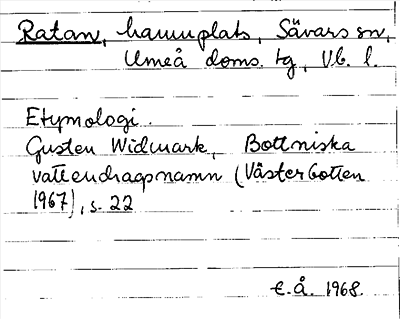 Ratan, hamnplats, Sävars sn,
Umeå doms. tg, Vb. l.
Etymologi.
Gusten Widmark, Bottniska
vattendragsnamn (Västerbotten
1967), s. 22
E.Å. 1968.